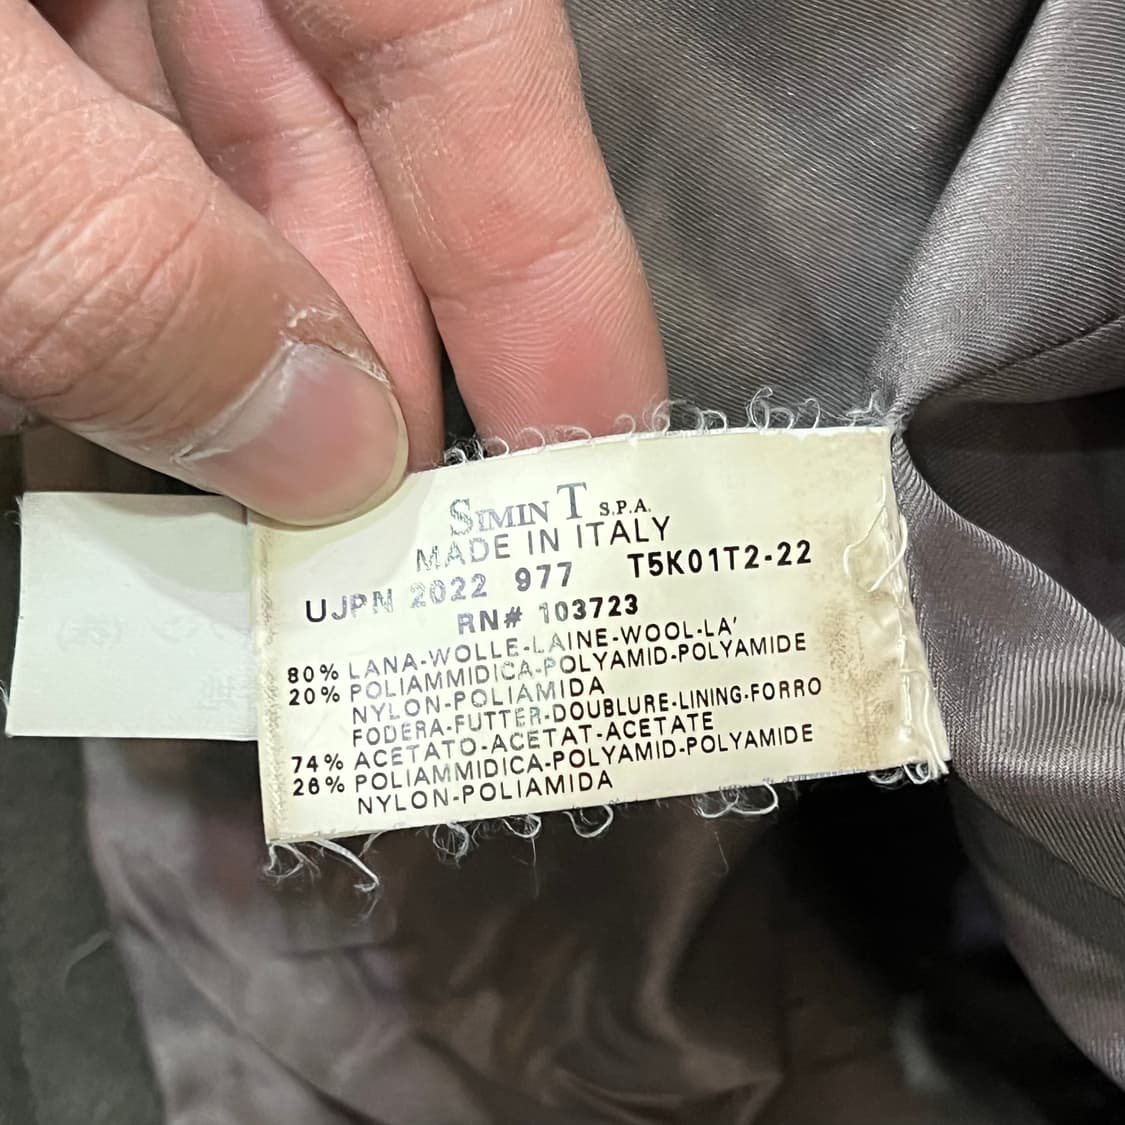 SIMINT S.P.A.
MADE IN ITALY
UJPN 2022 977 T5K01T2-22
RN# 103723
80% LANA-WOLLE-LAINE-WOOL-LA'
20% POLIAMMIDICA-POLYAMID-POLYAMIDE
NYLON-POLIAMIDA
FODERA-FUTTER-DOUBLURE-LINING-FORRO
74% ACETATO-ACETAT-ACETATE
26% POLIAMMIDICA-POLYAMID-POLYAMIDE
NYLON-POLIAMIDA